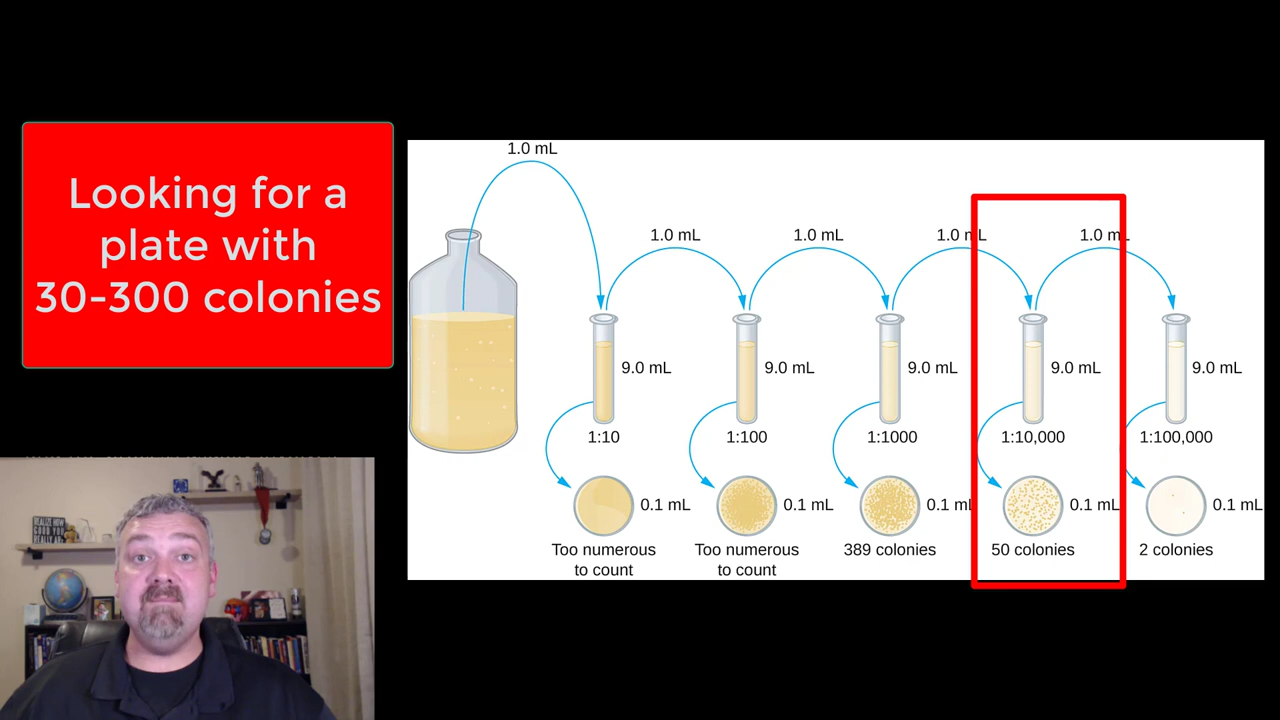 Looking for a
plate with
30-300 colonies
1.0 mL
1.0 mL
1.0 mL
1.0 mL
1.0 mL
9.0 mL
9.0 mL
9.0 mL
9.0 mL
9.0 mL
1:10
1:100
1:1000
1:10,000
1:100,000
0.1 mL
0.1 mL
0.1 mL
0.1 mL
0.1 mL
Too numerous
to count
Too numerous
to count
389 colonies
50 colonies
2 colonies